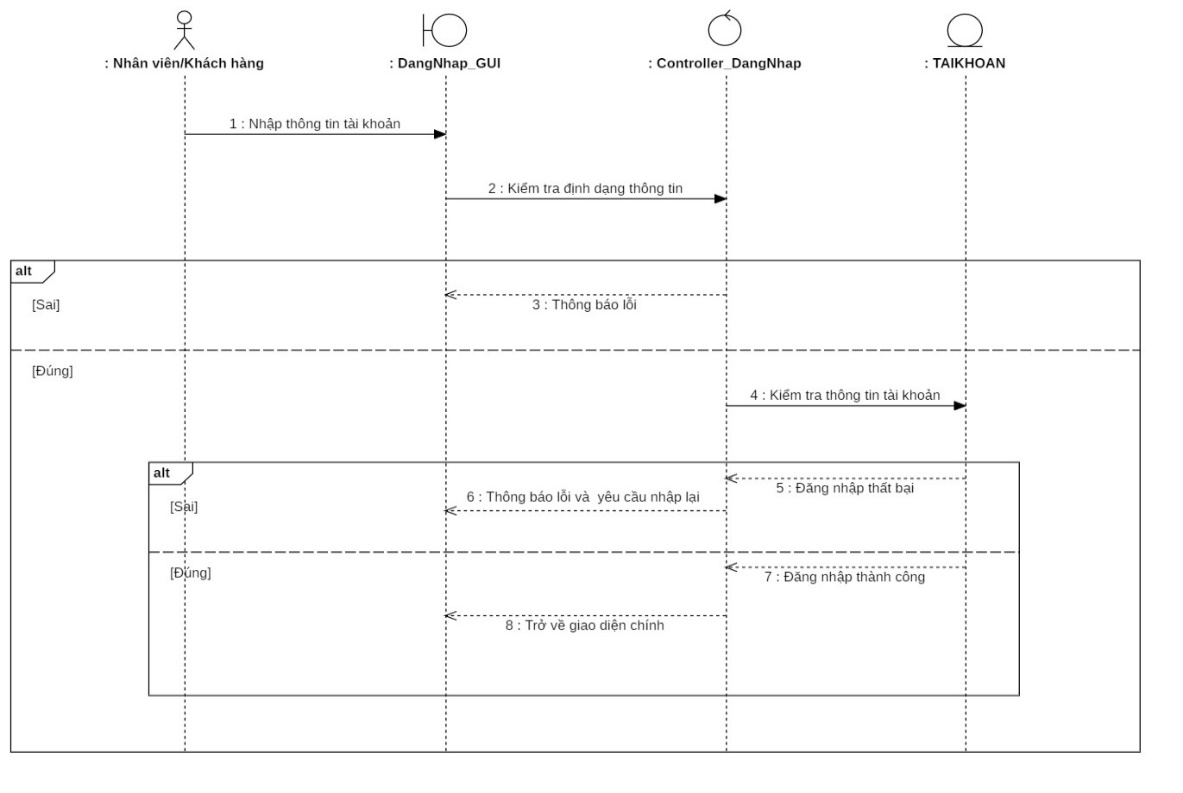 : Nhân viên/Khách hàng
: DangNhap_GUI
: Controller_DangNhap
: TAIKHOAN
1 : Nhập thông tin tài khoản
2 : Kiểm tra định dạng thông tin
alt
[Sai]
3 : Thông báo lỗi
[Đúng]
4 : Kiểm tra thông tin tài khoản
alt
5 : Đăng nhập thất bại
6 : Thông báo lỗi và  yêu cầu nhập lại
[Sai]
[Đúng]
7 : Đăng nhập thành công
8 : Trở về giao diện chính